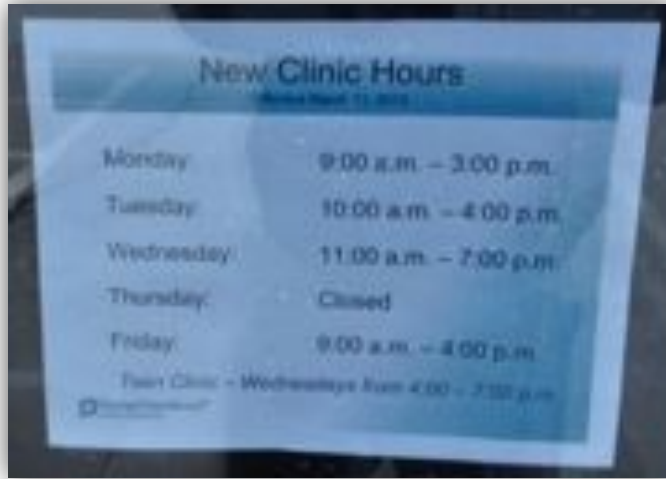 New Clinic Hours
Monday: 9:00 a.m. – 3:00 p.m.
Tuesday: 10:00 a.m. – 4:00 p.m.
Wednesday: 11:00 a.m. – 7:00 p.m.
Thursday: Closed
Friday: 9:00 a.m. – 4:00 p.m.
Teen Clinic – Wednesdays from 4:00 – 7:00 p.m.